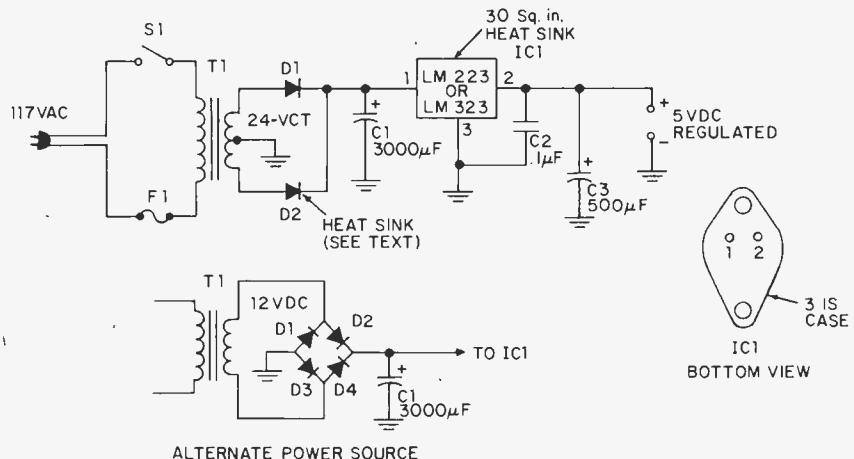 S1
T1
117VAC
F1
24-VCT
D1
D2
HEAT SINK
(SEE TEXT)
+
C1
3000µF
30 Sq. in.
HEAT SINK
IC1
1
LM 223
OR
LM 323
2
3
C2
.1µF
+
C3
500µF
+
5VDC
REGULATED
-
1 2
3 IS
CASE
IC1
BOTTOM VIEW
T1
12VDC
D1
D2
D3
D4
+
C1
3000µF
TO IC1
ALTERNATE POWER SOURCE